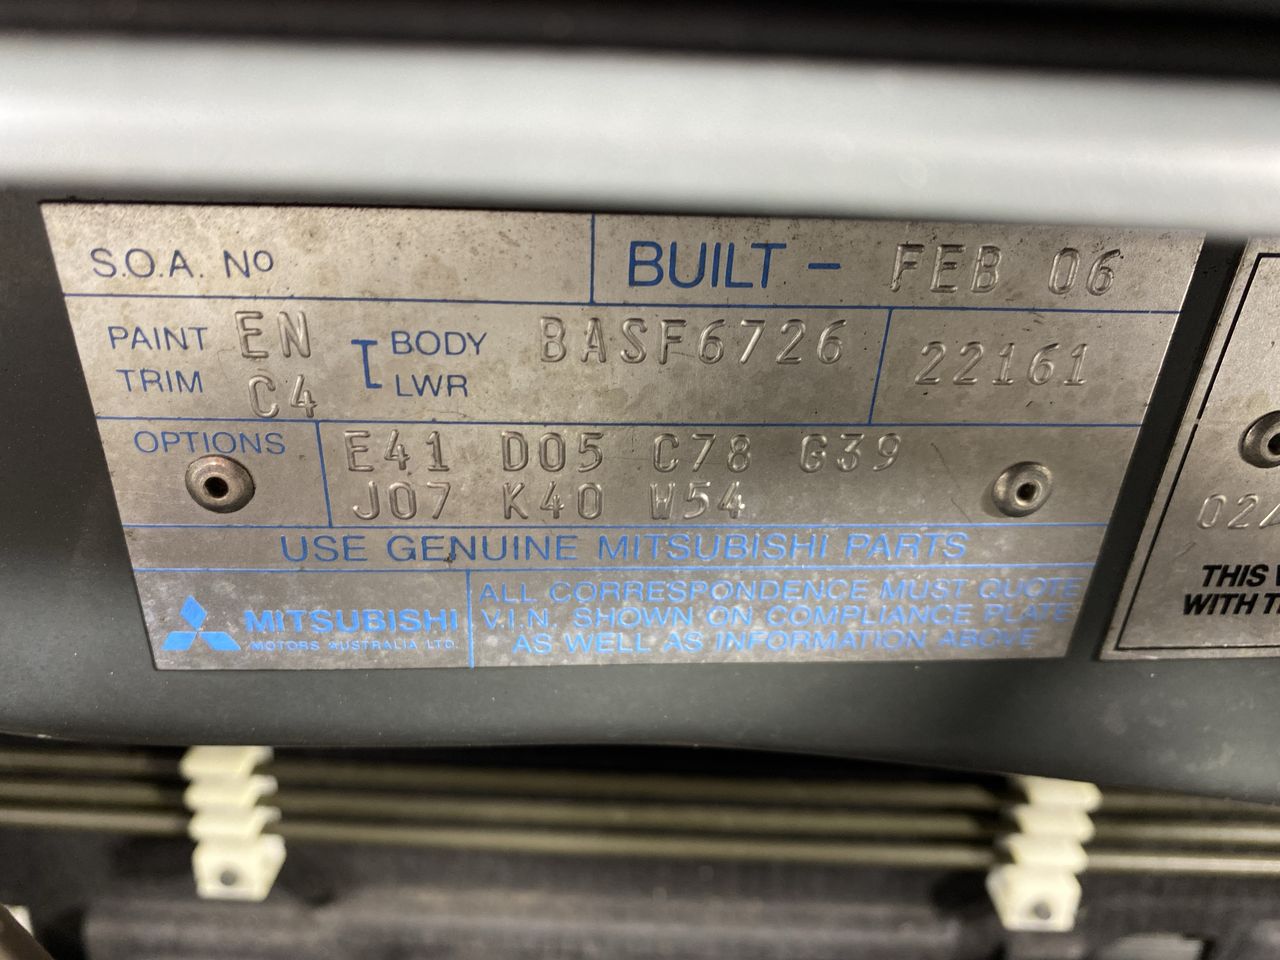 S.O.A. No
BUILT - FEB 06
PAINT EN
TRIM C4
BODY BASF6726
LWR
22161
OPTIONS
E41 D05 C78 G39
J07 K40 W54
USE GENUINE MITSUBISHI PARTS
MITSUBISHI
MOTORS AUSTRALIA LTD.
ALL CORRESPONDENCE MUST QUOTE
V.I.N. SHOWN ON COMPLIANCE PLATE
AS WELL AS INFORMATION ABOVE
THIS
WITH